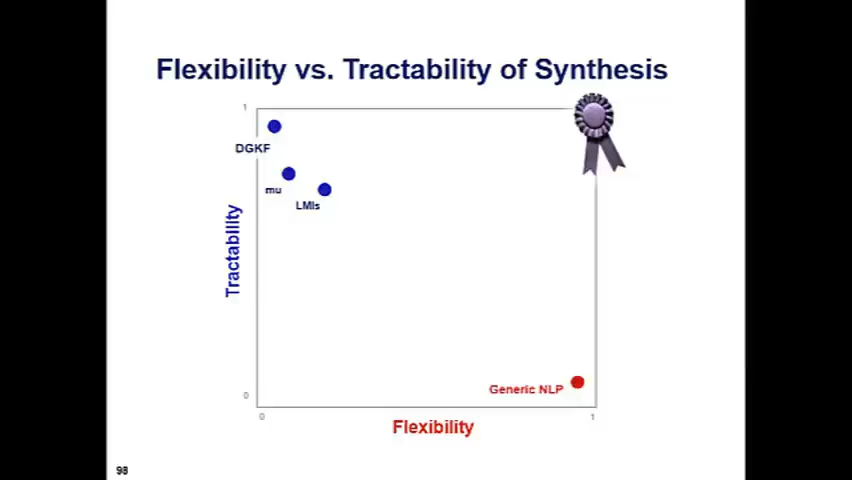 Flexibility vs. Tractability of Synthesis
1
DGKF
mu
LMIs
Tractability
Generic NLP
0
0
1
Flexibility
98